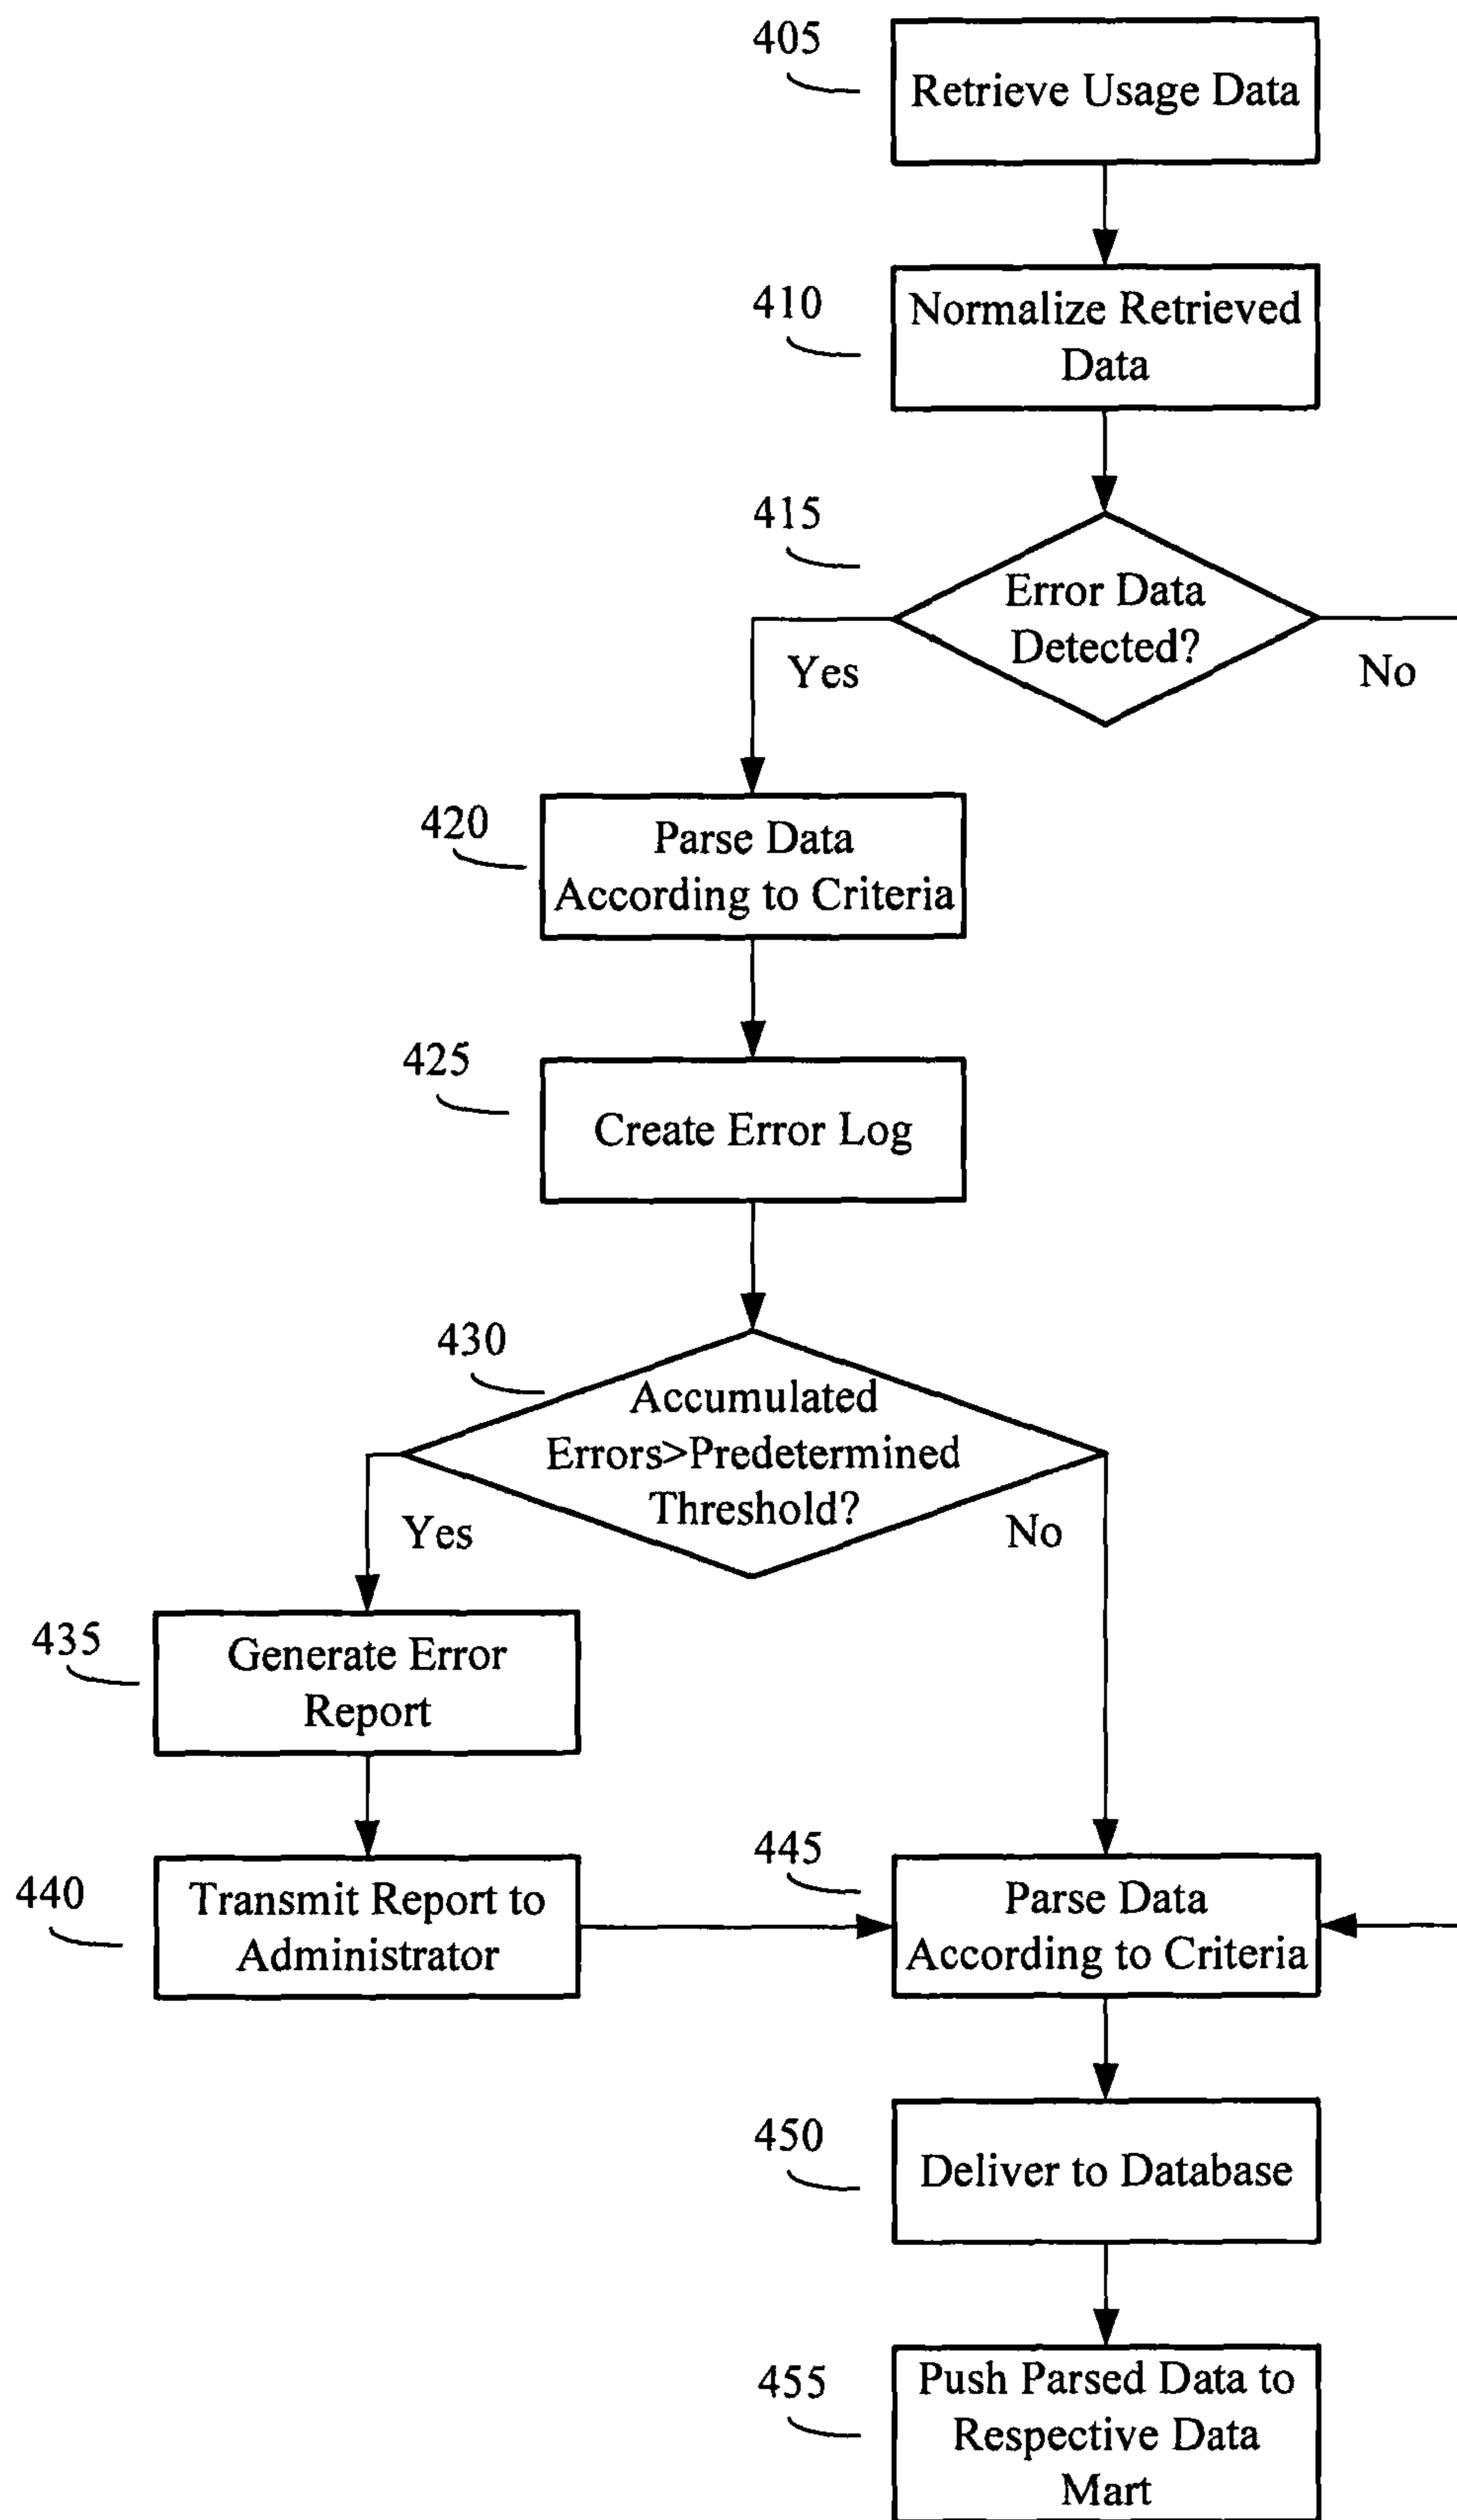 405
Retrieve Usage Data
410
Normalize Retrieved
Data
415
Error Data
Detected?
Yes
No
420
Parse Data
According to Criteria
425
Create Error Log
430
Accumulated
Errors>Predetermined
Threshold?
Yes
No
435
Generate Error
Report
440
Transmit Report to
Administrator
445
Parse Data
According to Criteria
450
Deliver to Database
455
Push Parsed Data to
Respective Data
Mart